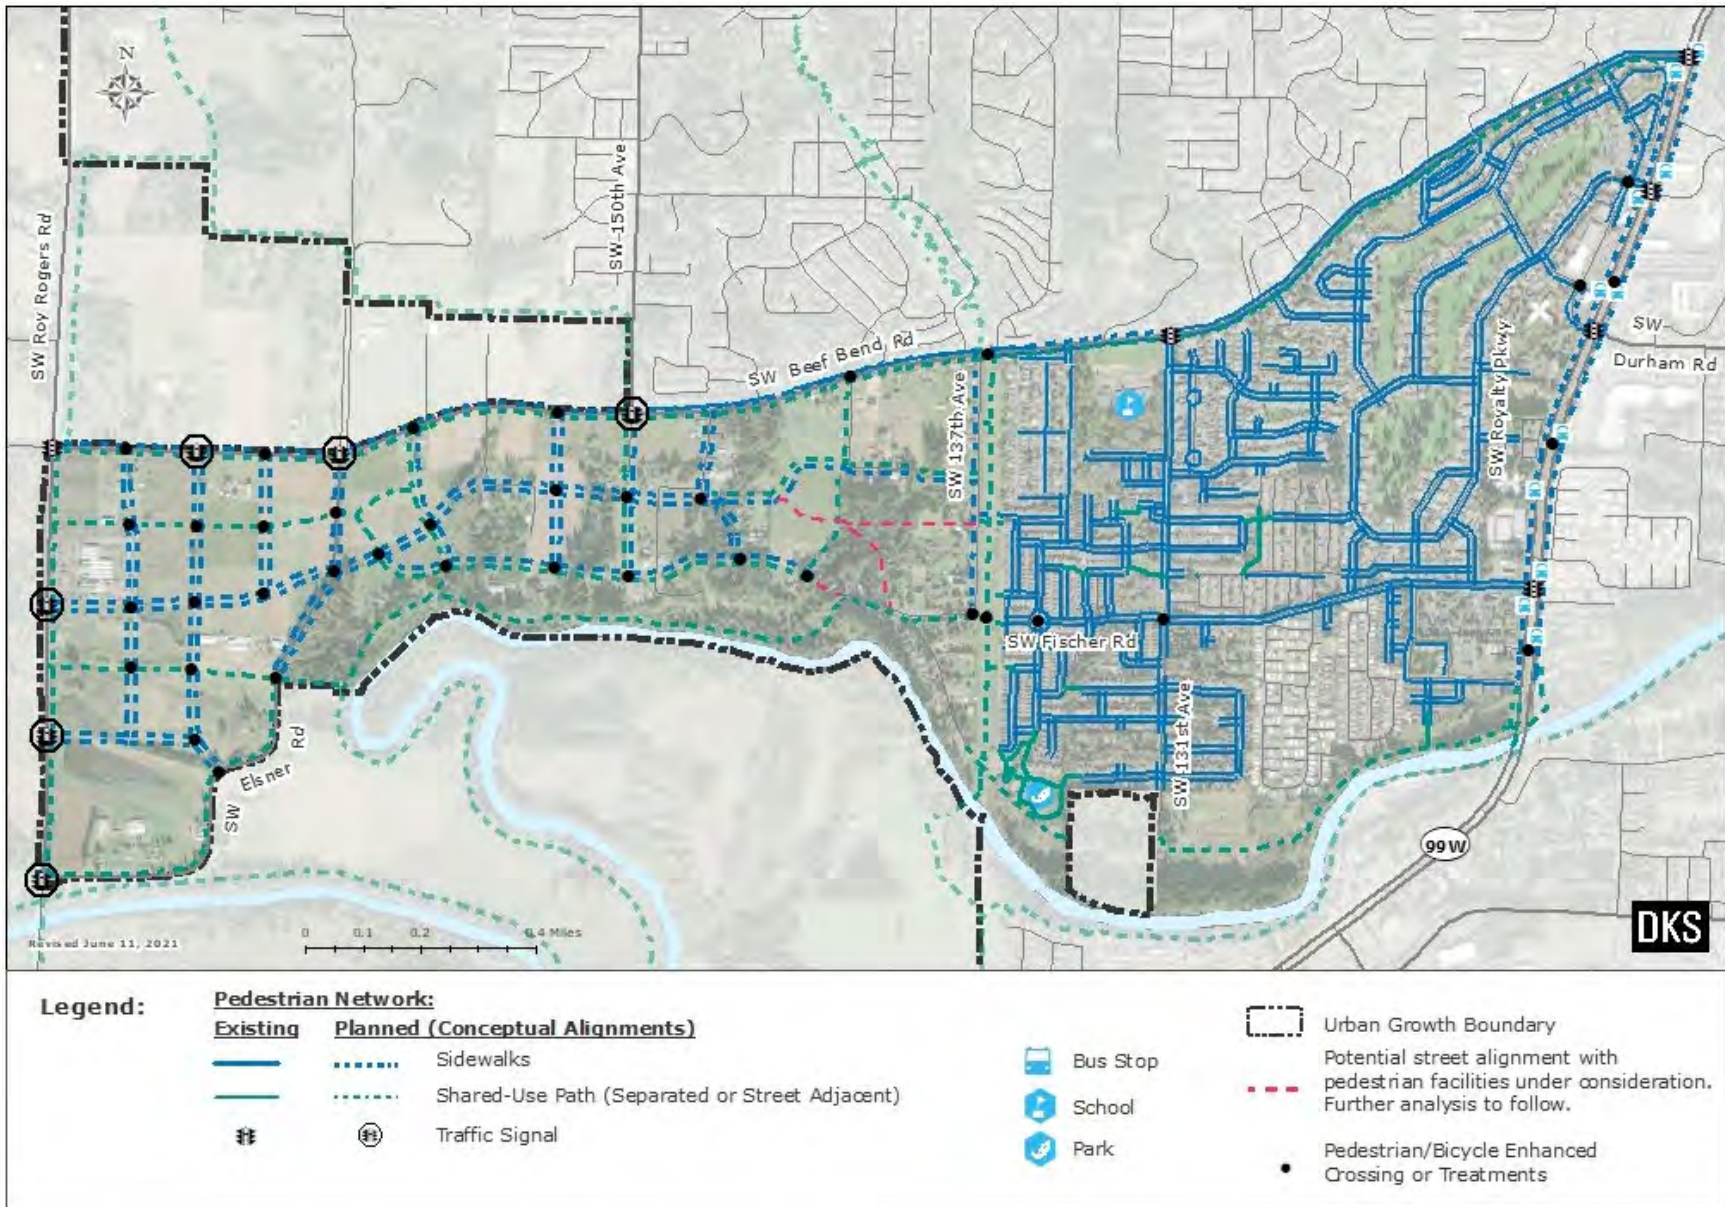 N
SW Roy Rogers Rd
SW 150th Ave
SW Beef Bend Rd
SW 137th Ave
SW Royalty Pkwy
SW
Durham Rd
SW Fischer Rd
SW 131st Ave
SW Elsner Rd
99W
DKS
Revised June 11, 2021
0 0.1 0.2 0.4 Miles
Legend:
Pedestrian Network:
Existing Planned (Conceptual Alignments)
Sidewalks
Shared-Use Path (Separated or Street Adjacent)
Traffic Signal
Bus Stop
School
Park
Urban Growth Boundary
Potential street alignment with
pedestrian facilities under consideration.
Further analysis to follow.
Pedestrian/Bicycle Enhanced
Crossing or Treatments